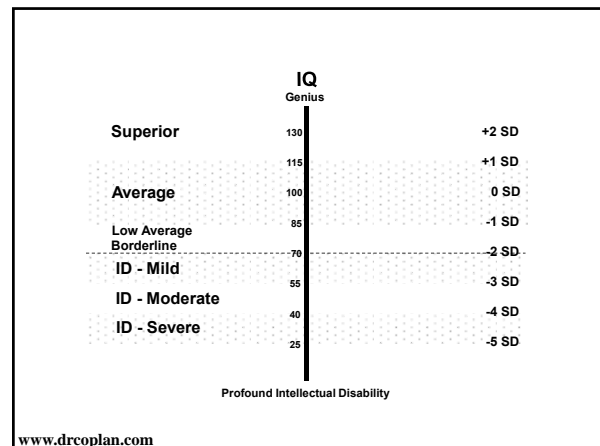 IQ
Genius
Superior 130 +2 SD
115 +1 SD
Average 100 0 SD
85 -1 SD
Low Average
Borderline
70 -2 SD
ID - Mild
55 -3 SD
ID - Moderate
40 -4 SD
ID - Severe
25 -5 SD
Profound Intellectual Disability
www.drcoplan.com